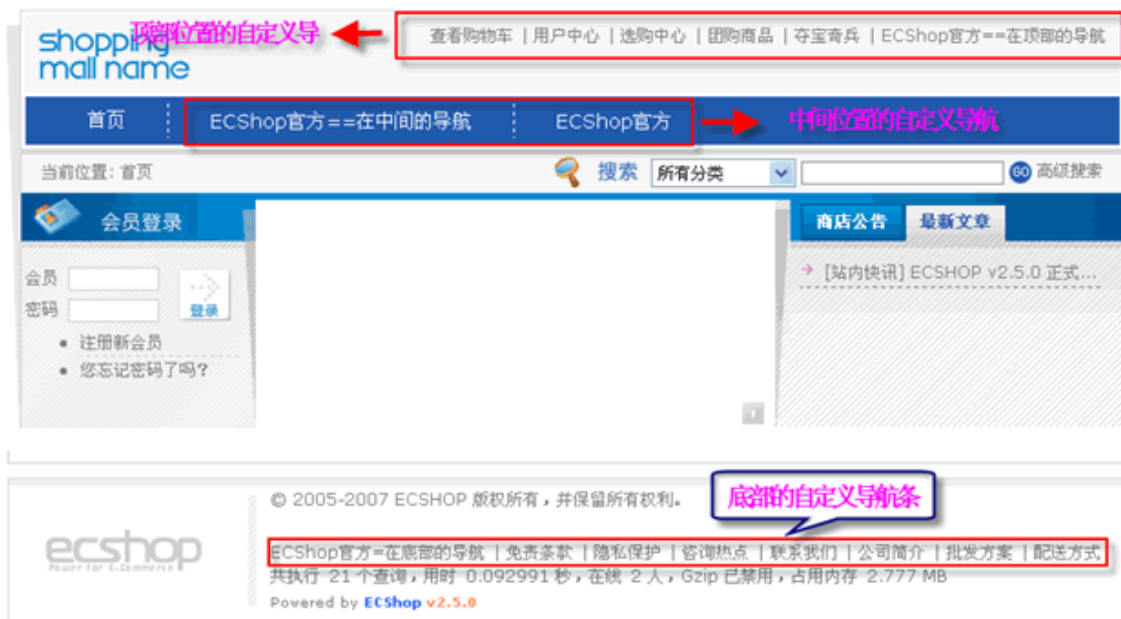 shopping
mall name
顶部位置的自定义导
查看购物车 | 用户中心 | 选购中心 | 团购商品 | 夺宝奇兵 | ECShop官方==在顶部的导航
首页 ECShop官方==在中间的导航 ECShop官方
中间位置的自定义导航
当前位置: 首页
搜索 所有分类 GO 高级搜索
会员登录
商店公告 最新文章
会员
密码
登录
注册新会员
您忘记密码了吗?
[站内快讯] ECSHOP v2.5.0 正式...
© 2005-2007 ECSHOP 版权所有，并保留所有权利。
底部的自定义导航条
ecshop
Power for E-Commerce
ECShop官方=在底部的导航 | 免责条款 | 隐私保护 | 咨询热点 | 联系我们 | 公司简介 | 批发方案 | 配送方式
共执行 21 个查询，用时 0.092991 秒，在线 2 人，Gzip 已禁用，占用内存 2.777 MB
Powered by ECShop v2.5.0